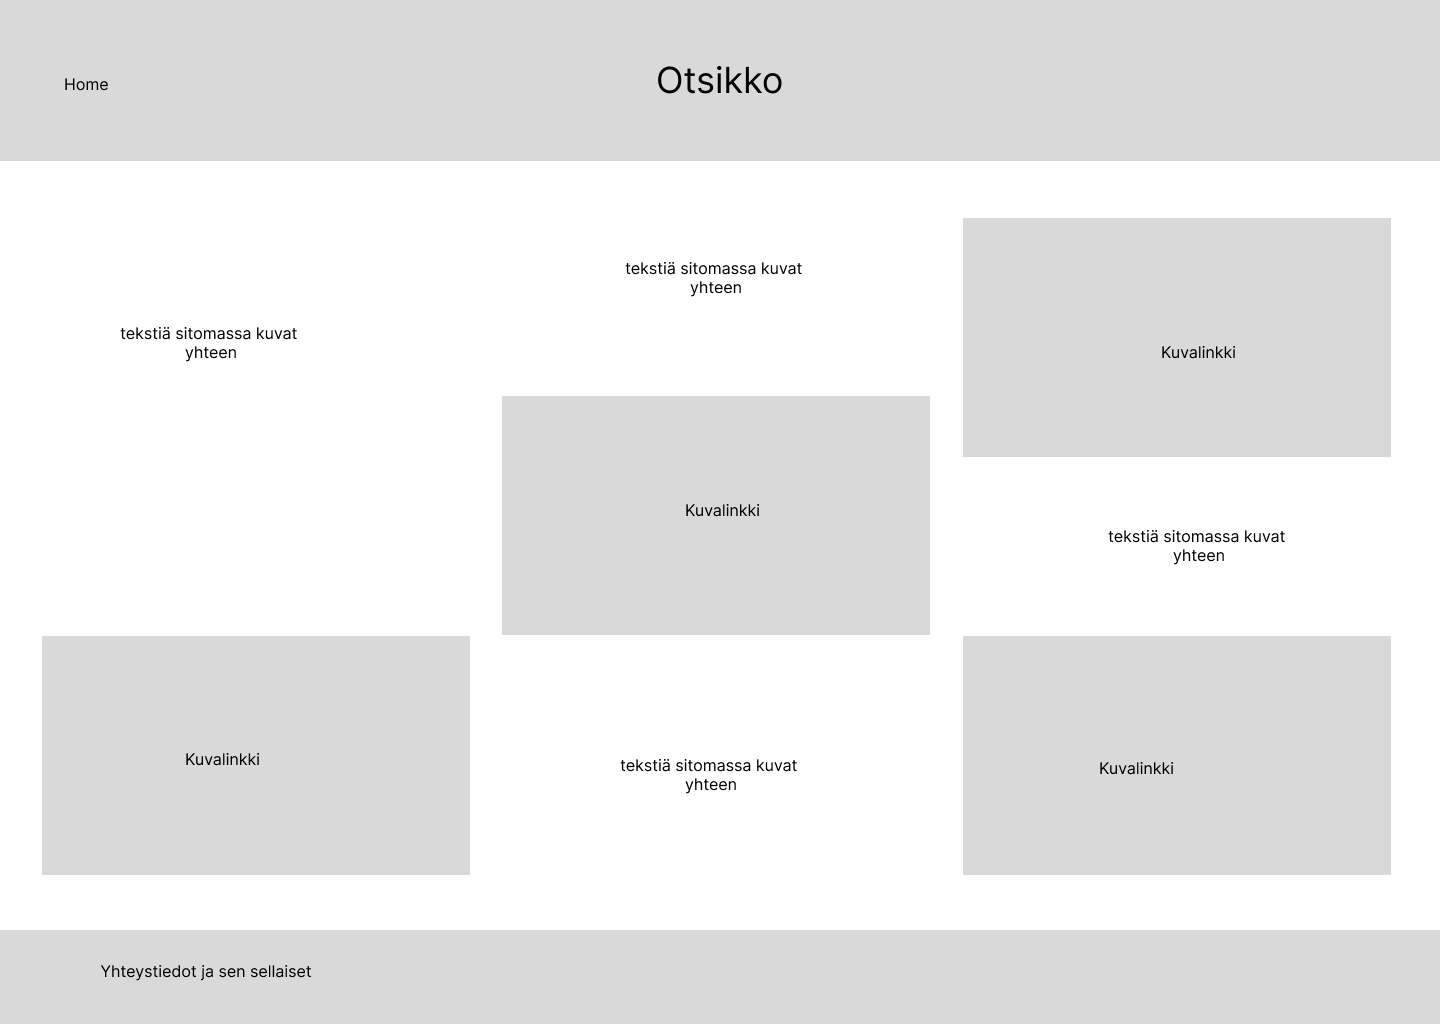 Home
Otsikko
tekstiä sitomassa kuvat
yhteen
tekstiä sitomassa kuvat
yhteen
Kuvalinkki
Kuvalinkki
tekstiä sitomassa kuvat
yhteen
Kuvalinkki
tekstiä sitomassa kuvat
yhteen
Kuvalinkki
Yhteystiedot ja sen sellaiset